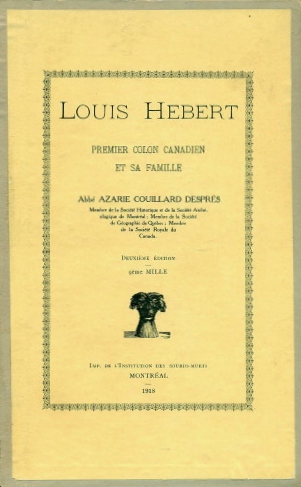 LOUIS HEBERT
PREMIER COLON CANADIEN
ET SA FAMILLE
Abbé AZARIE COUILLARD DESPRÉS
Membre de la Société Historique et de la Société Arché-
ologique de Montréal ; Membre de la Société
de Géographie de Québec ; Membre
de la Société Royale du
Canada.
DEUXIÈME ÉDITION
MILLE
IMP. DE L'INSTITUTION DES SOURDS-MUETS
MONTRÉAL
1918